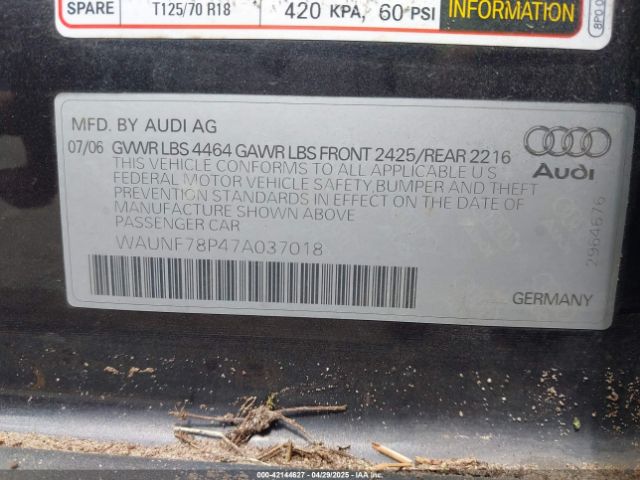 SPARE T125/70 R18 420 KPA, 60 PSI INFORMATION
8P0
MFD. BY AUDI AG
07/06 GVWR LBS 4464 GAWR LBS FRONT 2425/REAR 2216
THIS VEHICLE CONFORMS TO ALL APPLICABLE U S
FEDERAL MOTOR VEHICLE SAFETY, BUMPER AND THEFT
PREVENTION STANDARDS IN EFFECT ON THE DATE OF
MANUFACTURE SHOWN ABOVE
PASSENGER CAR
WAUNF78P47A037018
Audi
2964676
GERMANY
000-42144627 - 04/29/2025 - IAAI.COM